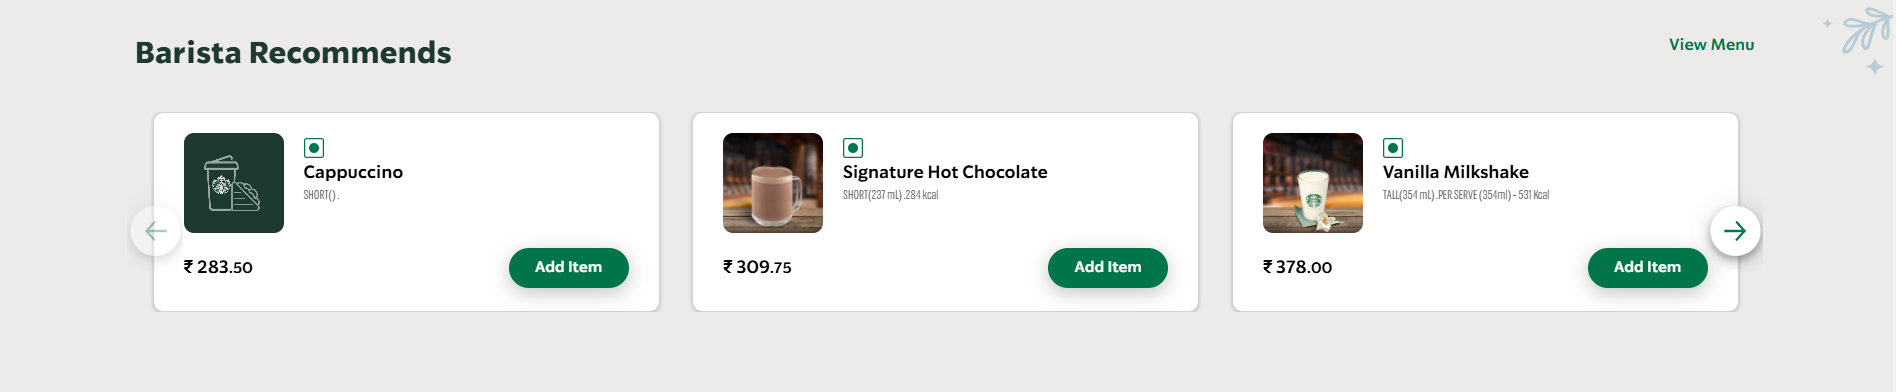 Barista Recommends
View Menu
Cappuccino
SHORT() .
₹ 283.50
Add Item
Signature Hot Chocolate
SHORT(237 mL) .284 kcal
₹ 309.75
Add Item
Vanilla Milkshake
TALL(354 mL) .PER SERVE (354ml) - 531 Kcal
₹ 378.00
Add Item